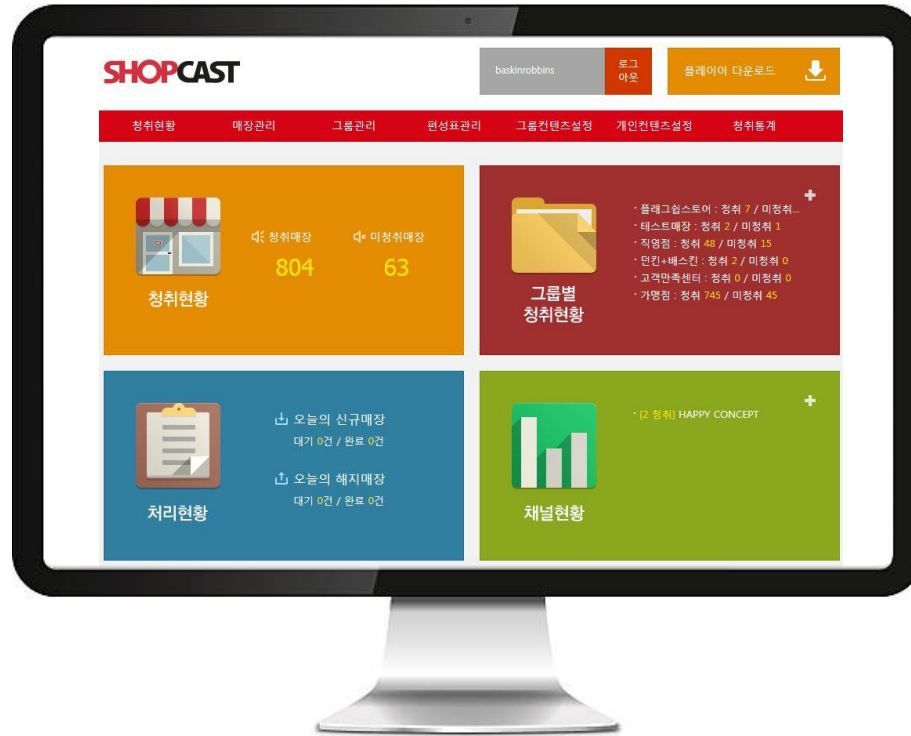 SHOPCAST
baskinrobbins
로그
아웃
플레이어 다운로드
청취현황 매장관리 그룹관리 편성표관리 그룹컨텐츠설정 개인컨텐츠설정 청취통계
청취매장 미청취매장
804 63
청취현황
· 플래그쉽스토어 : 청취 7 / 미청취...
· 테스트매장 : 청취 2 / 미청취 1
· 직영점 : 청취 48 / 미청취 15
· 던킨+배스킨 : 청취 2 / 미청취 0
· 고객만족센터 : 청취 0 / 미청취 0
· 가맹점 : 청취 745 / 미청취 45
그룹별
청취현황
오늘의 신규매장
대기 0건 / 완료 0건
오늘의 해지매장
대기 0건 / 완료 0건
처리현황
· [2 청취] HAPPY CONCEPT
채널현황